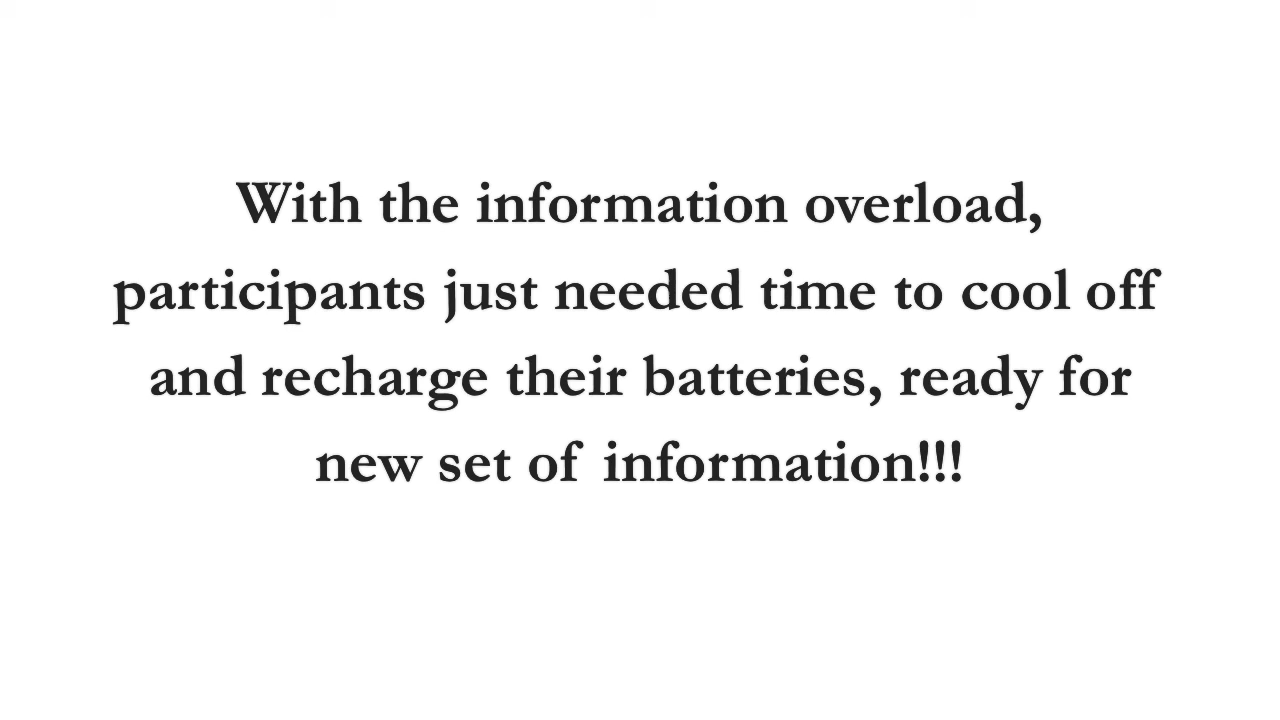 With the information overload,
participants just needed time to cool off
and recharge their batteries, ready for
new set of information!!!